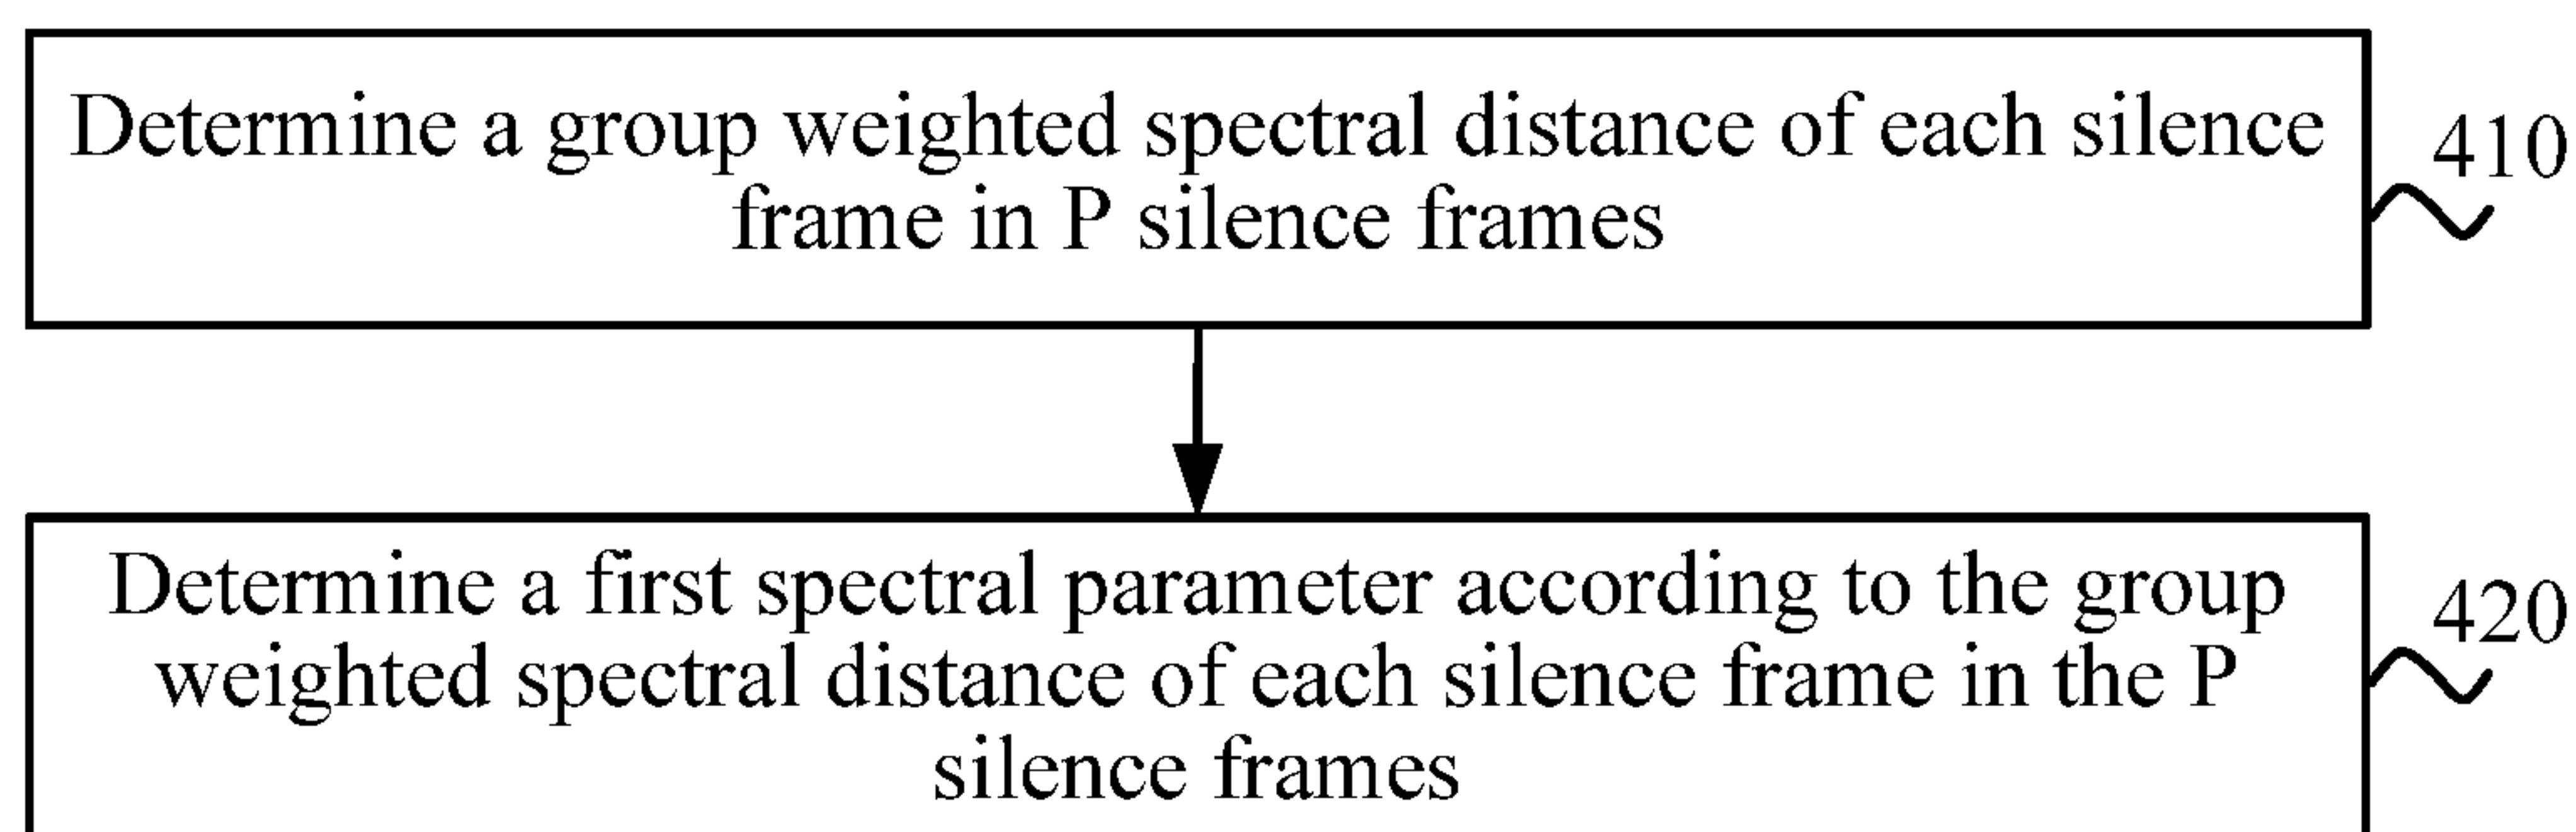 Determine a group weighted spectral distance of each silence
frame in P silence frames
410
Determine a first spectral parameter according to the group
weighted spectral distance of each silence frame in the P
silence frames
420